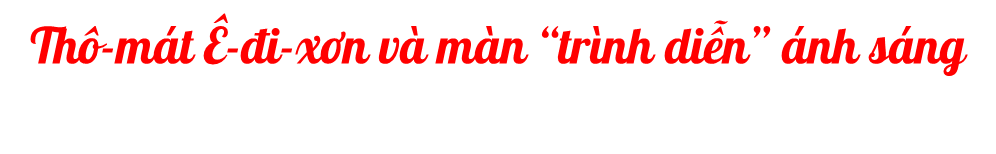 Thô-mát Ê-đi-xơn và màn “trình diễn” ánh sáng